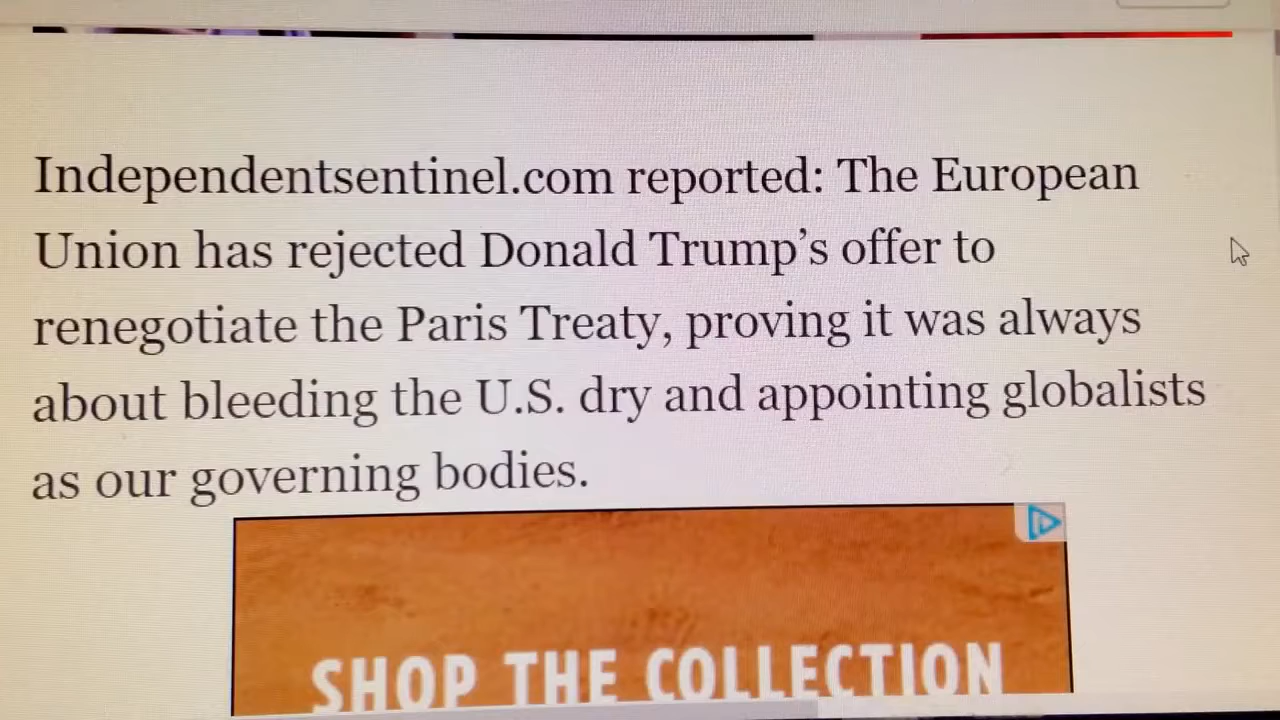 Independentsentinel.com reported: The European
Union has rejected Donald Trump’s offer to
renegotiate the Paris Treaty, proving it was always
about bleeding the U.S. dry and appointing globalists
as our governing bodies.
SHOP THE COLLECTION